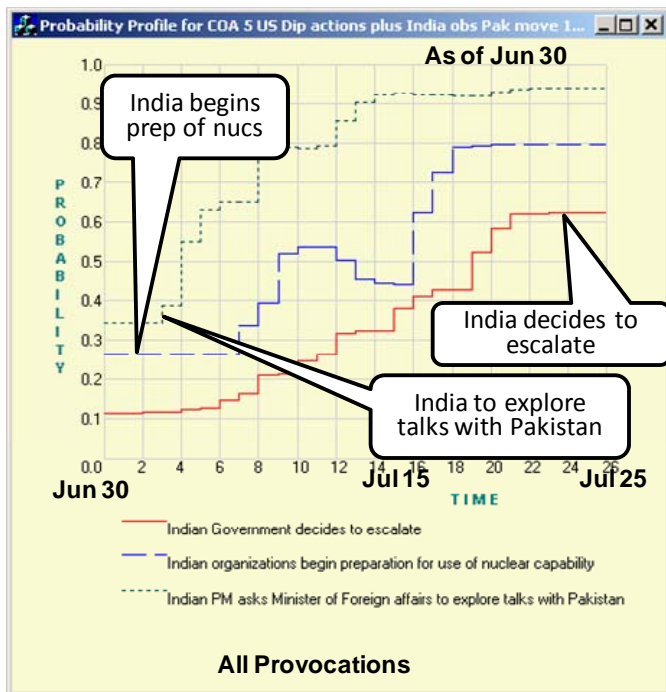 Probability Profile for COA 5 US Dip actions plus India obs Pak move 1...
As of Jun 30
1.0
0.9
0.8
0.7
0.6
0.5
0.4
0.3
0.2
0.1
0.0
PROBABILITY
India begins
prep of nucs
India decides to
escalate
India to explore
talks with Pakistan
2 4 6 8 10 12 14 16 18 20 22 24 26
Jun 30 Jul 15 Jul 25
TIME
Indian Government decides to escalate
Indian organizations begin preparation for use of nuclear capability
Indian PM asks Minister of Foreign affairs to explore talks with Pakistan
All Provocations